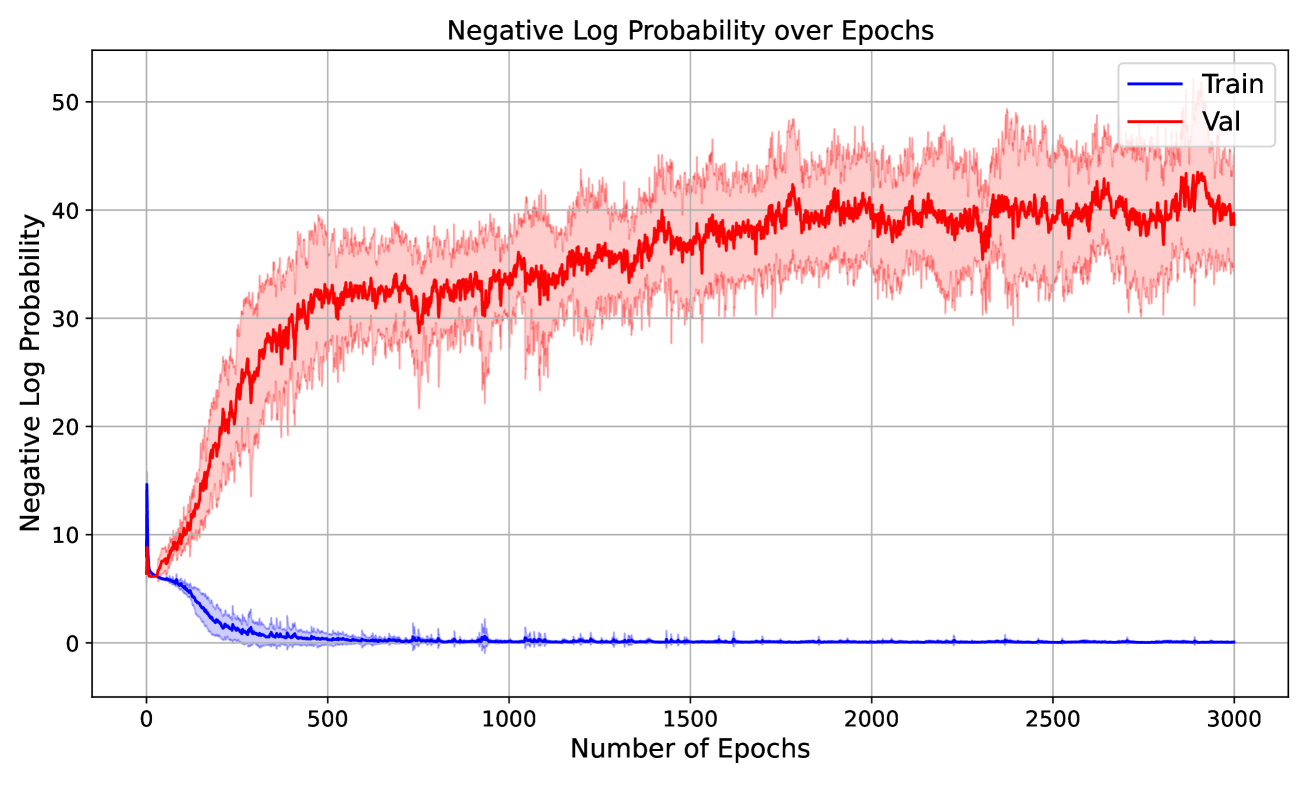 Negative Log Probability over Epochs
Train
Val
Negative Log Probability
50
40
30
20
10
0
0 500 1000 1500 2000 2500 3000
Number of Epochs